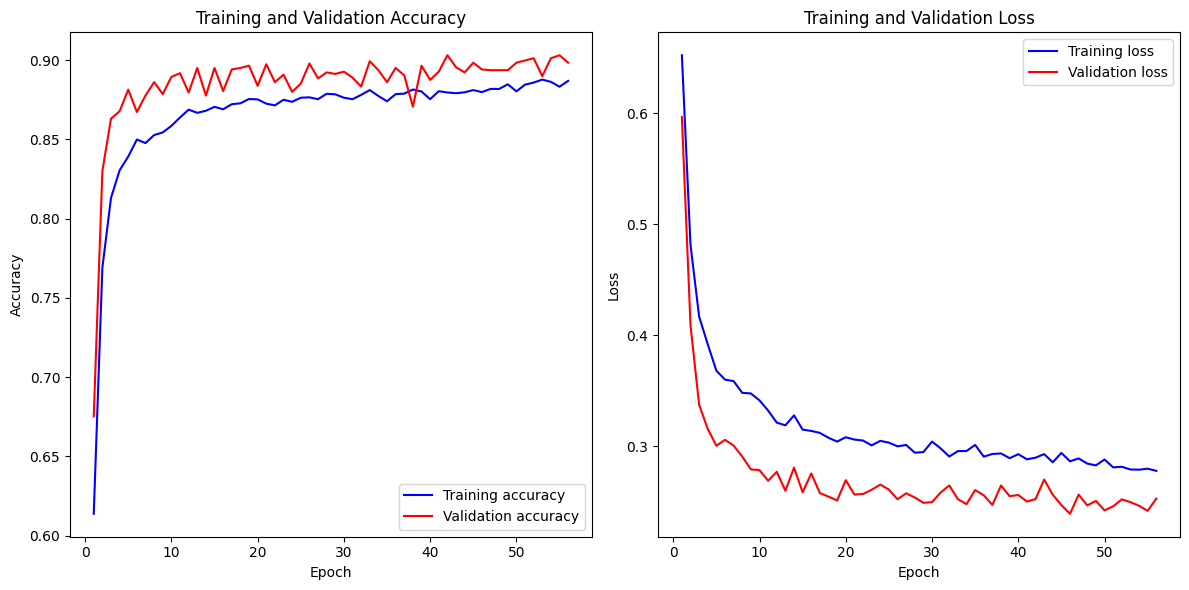 Training and Validation Accuracy
Accuracy
0.90
0.85
0.80
0.75
0.70
0.65
0.60
0
10
20
30
40
50
Epoch
Training accuracy
Validation accuracy
Training and Validation Loss
Loss
0.6
0.5
0.4
0.3
0
10
20
30
40
50
Epoch
Training loss
Validation loss